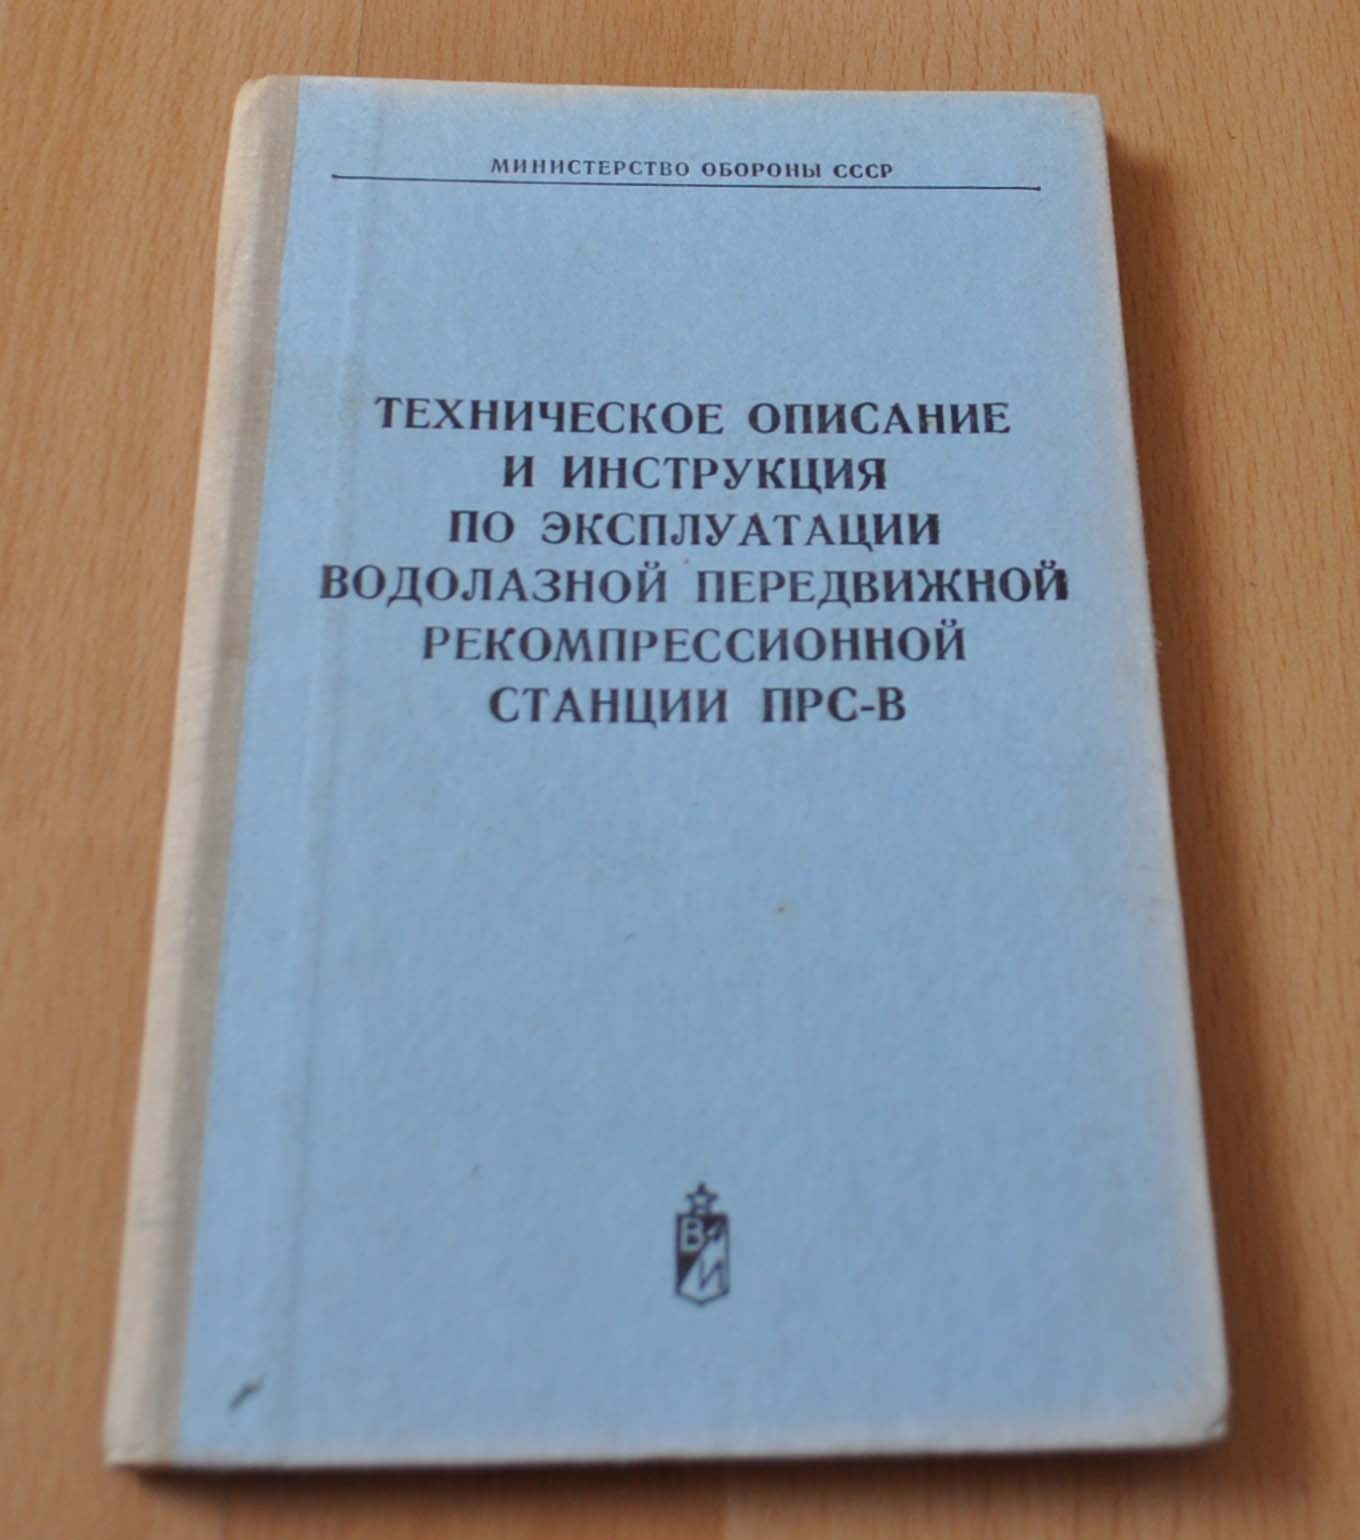 МИНИСТЕРСТВО ОБОРОНЫ СССР
ТЕХНИЧЕСКОЕ ОПИСАНИЕ
И ИНСТРУКЦИЯ
ПО ЭКСПЛУАТАЦИИ
ВОДОЛАЗНОЙ ПЕРЕДВИЖНОЙ
РЕКОМПРЕССИОННОЙ
СТАНЦИИ ПРС-В
В
И